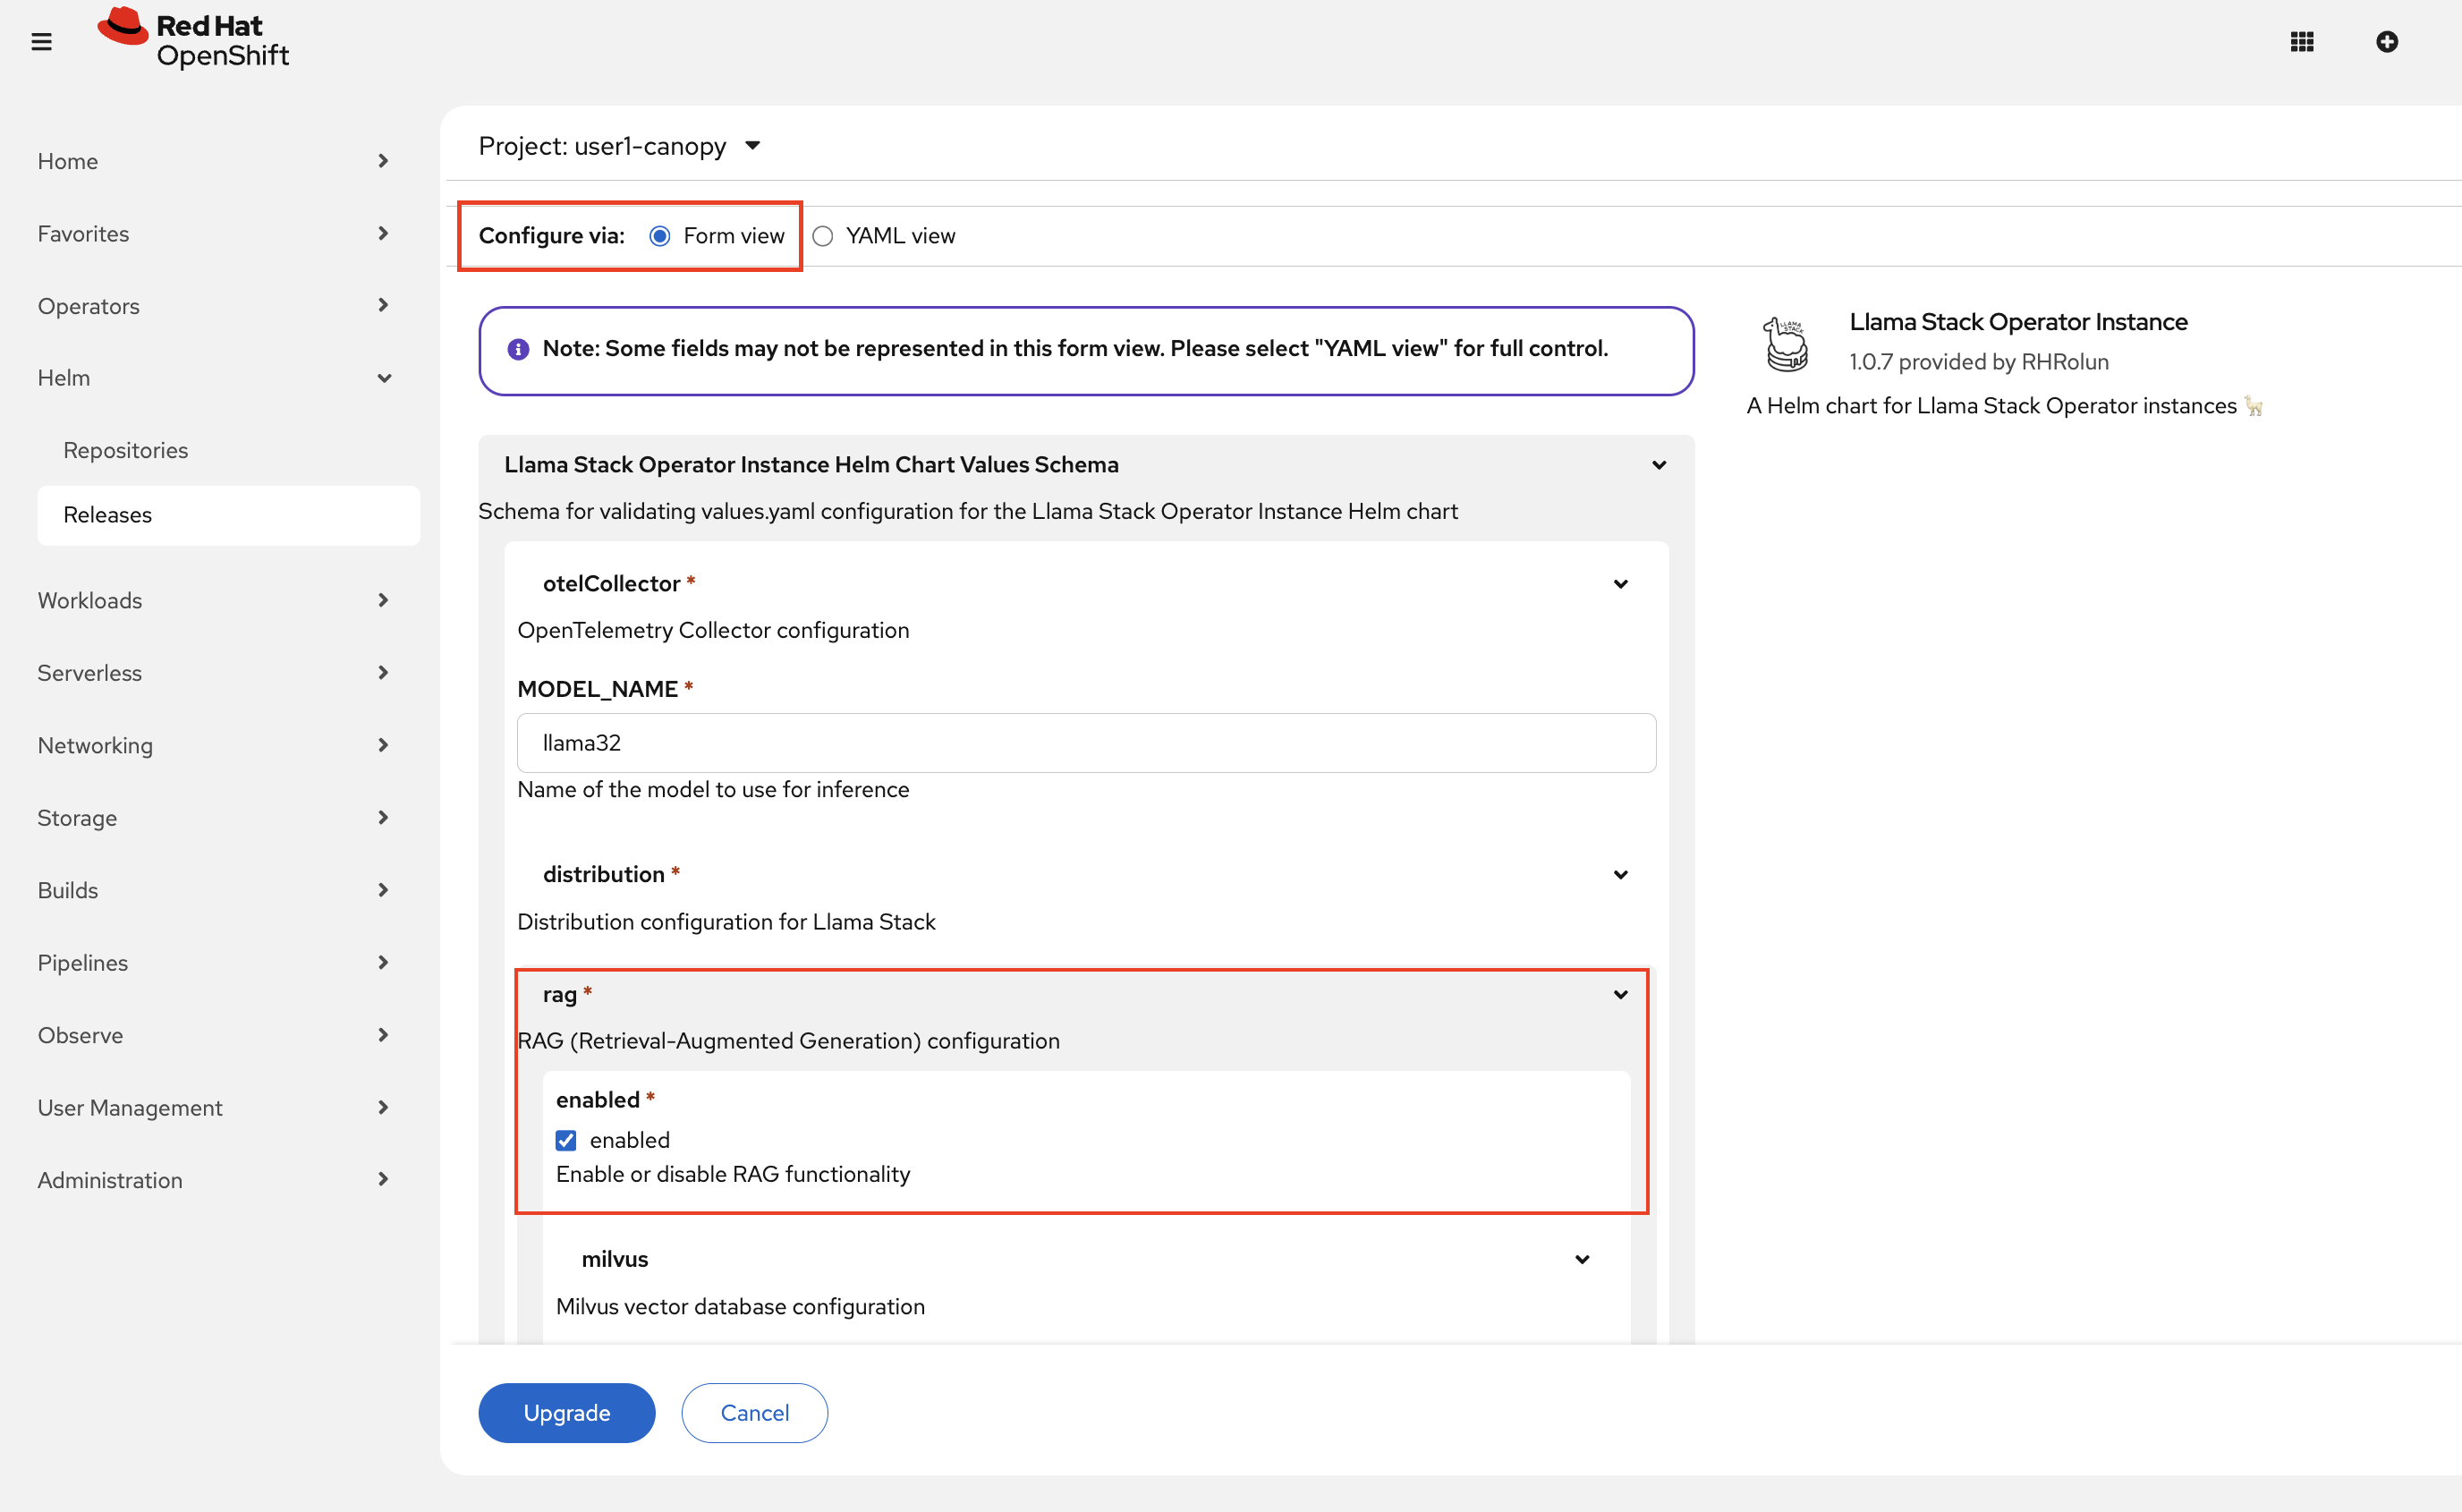 Red Hat
OpenShift
Home
Favorites
Operators
Helm
Repositories
Releases
Workloads
Serverless
Networking
Storage
Builds
Pipelines
Observe
User Management
Administration
Project: user1-canopy
Configure via: Form view YAML view
Note: Some fields may not be represented in this form view. Please select "YAML view" for full control.
Llama Stack Operator Instance Helm Chart Values Schema
Schema for validating values.yaml configuration for the Llama Stack Operator Instance Helm chart
otelCollector *
OpenTelemetry Collector configuration
MODEL_NAME *
llama32
Name of the model to use for inference
distribution *
Distribution configuration for Llama Stack
rag *
RAG (Retrieval-Augmented Generation) configuration
enabled *
enabled
Enable or disable RAG functionality
milvus
Milvus vector database configuration
Upgrade Cancel
LLAMA
STACK
Llama Stack Operator Instance
1.0.7 provided by RHRolun
A Helm chart for Llama Stack Operator instances 🦙